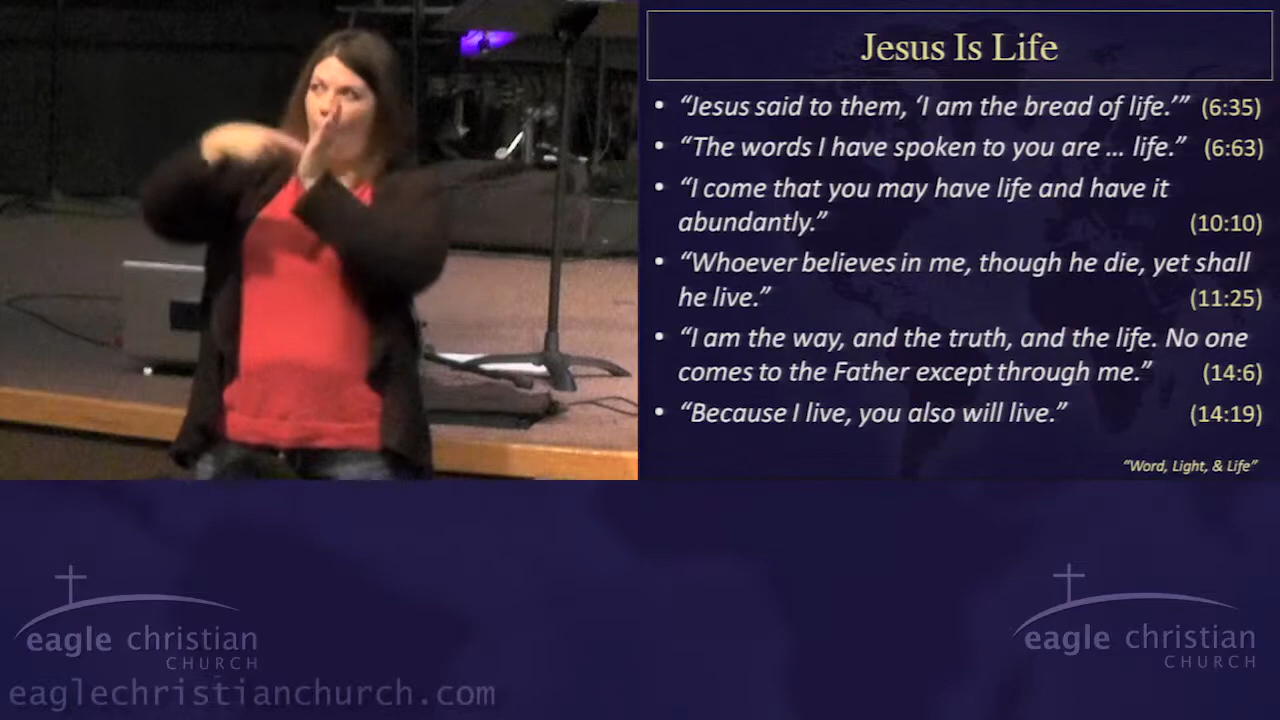 Jesus Is Life
• “Jesus said to them, ‘I am the bread of life.’” (6:35)
• “The words I have spoken to you are … life.” (6:63)
• “I come that you may have life and have it
abundantly.” (10:10)
• “Whoever believes in me, though he die, yet shall
he live.” (11:25)
• “I am the way, and the truth, and the life. No one
comes to the Father except through me.” (14:6)
• “Because I live, you also will live.” (14:19)
“Word, Light, & Life”
eagle christian
CHURCH
eaglechristianchurch.com
eagle christian
CHURCH